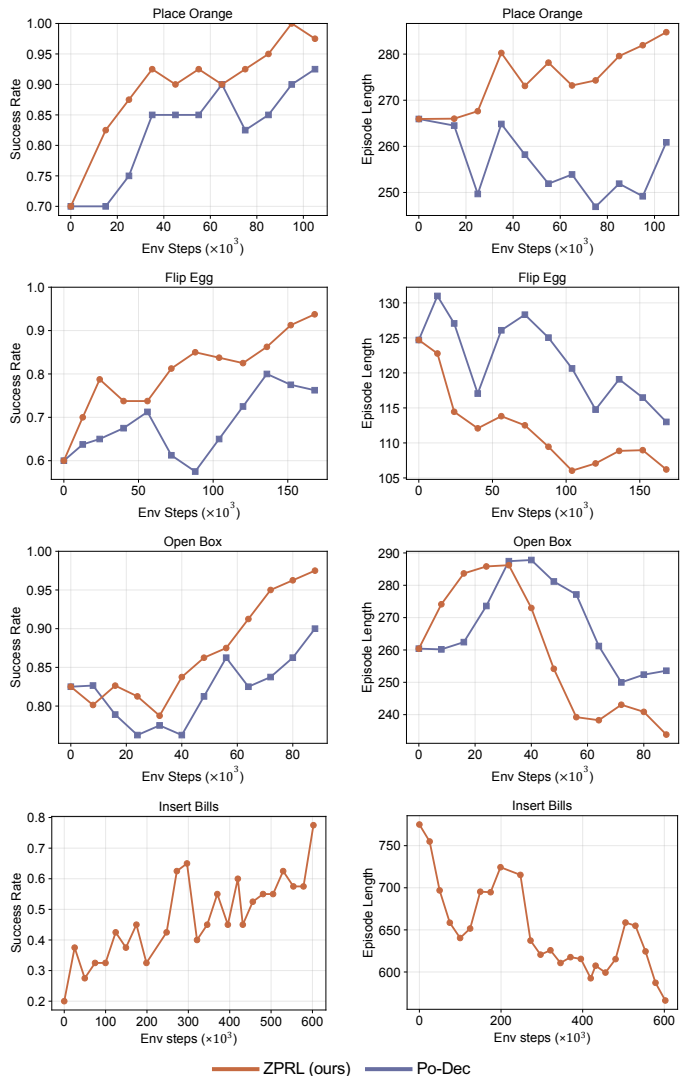 Place Orange
1.00
0.95
0.90
0.85
0.80
0.75
0.70
Success Rate
0 20 40 60 80 100
Env Steps (×10³)
Place Orange
280
270
260
250
Episode Length
0 20 40 60 80 100
Env Steps (×10³)
Flip Egg
1.0
0.9
0.8
0.7
0.6
Success Rate
0 50 100 150
Env Steps (×10³)
Flip Egg
130
125
120
115
110
105
Episode Length
0 50 100 150
Env Steps (×10³)
Open Box
1.00
0.95
0.90
0.85
0.80
Success Rate
0 20 40 60 80
Env Steps (×10³)
Open Box
290
280
270
260
250
240
Episode Length
0 20 40 60 80
Env Steps (×10³)
Insert Bills
0.8
0.7
0.6
0.5
0.4
0.3
0.2
Success Rate
0 100 200 300 400 500 600
Env steps (×10³)
Insert Bills
750
700
650
600
Episode Length
0 200 400 600
Env steps (×10³)
ZPRL (ours) Po-Dec